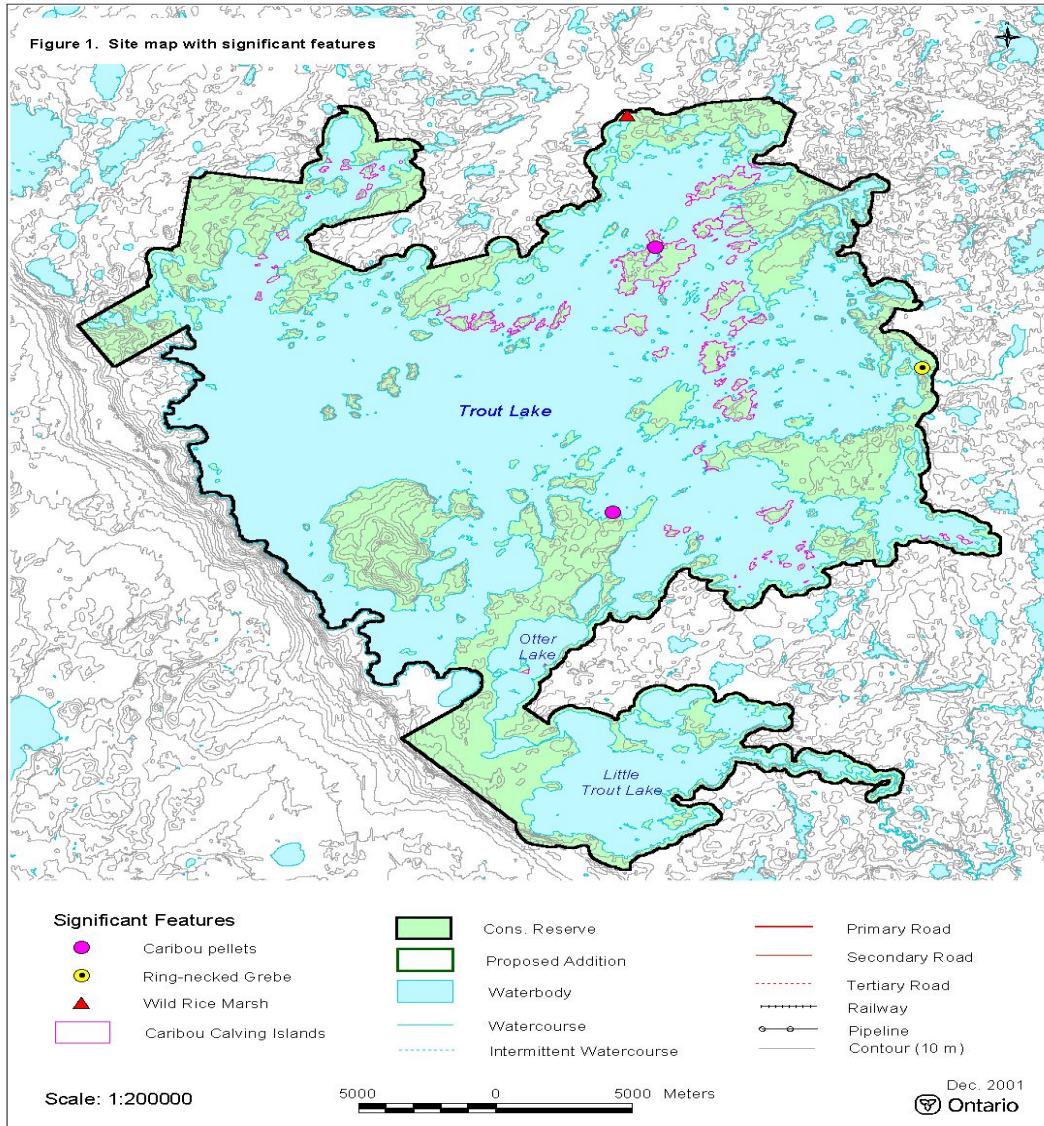 Figure 1. Site map with significant features
Trout Lake
Otter
Lake
Little
Trout Lake
Significant Features
Caribou pellets
Ring-necked Grebe
Wild Rice Marsh
Caribou Calving Islands
Cons. Reserve
Proposed Addition
Waterbody
Watercourse
Intermittent Watercourse
Primary Road
Secondary Road
Tertiary Road
Railway
Pipeline
Contour (10 m)
Scale: 1:200000
5000 0 5000 Meters
Dec. 2001
Ontario